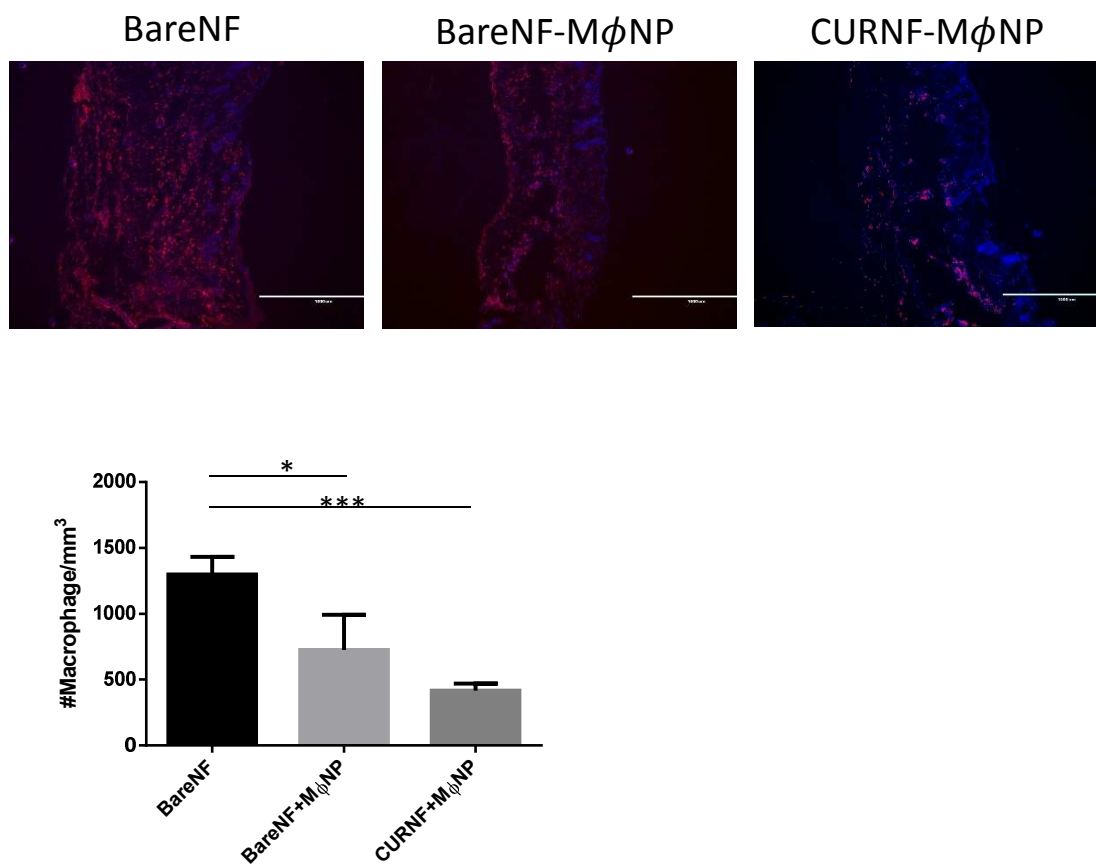 BareNF
BareNF-MϕNP
CURNF-MϕNP
*
***
2000
1500
1000
500
0
#Macrophage/mm³
BareNF
BareNF+MϕNP
CURNF+MϕNP